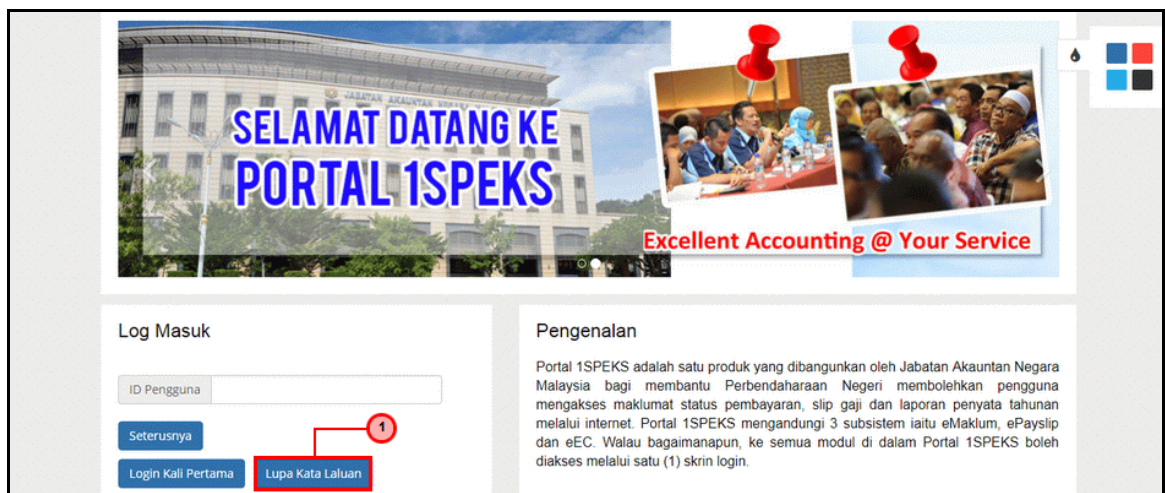 JABATAN AKAUNTAN NEGARA
SELAMAT DATANG KE
PORTAL 1SPEKS
Excellent Accounting @ Your Service
Log Masuk
ID Pengguna
Seterusnya
1
Login Kali Pertama
Lupa Kata Laluan
Pengenalan
Portal 1SPEKS adalah satu produk yang dibangunkan oleh Jabatan Akauntan Negara
Malaysia bagi membantu Perbendaharaan Negeri membolehkan pengguna
mengakses maklumat status pembayaran, slip gaji dan laporan penyata tahunan
melalui internet. Portal 1SPEKS mengandungi 3 subsistem iaitu eMaklum, ePayslip
dan eEC. Walau bagaimanapun, ke semua modul di dalam Portal 1SPEKS boleh
diakses melalui satu (1) skrin login.